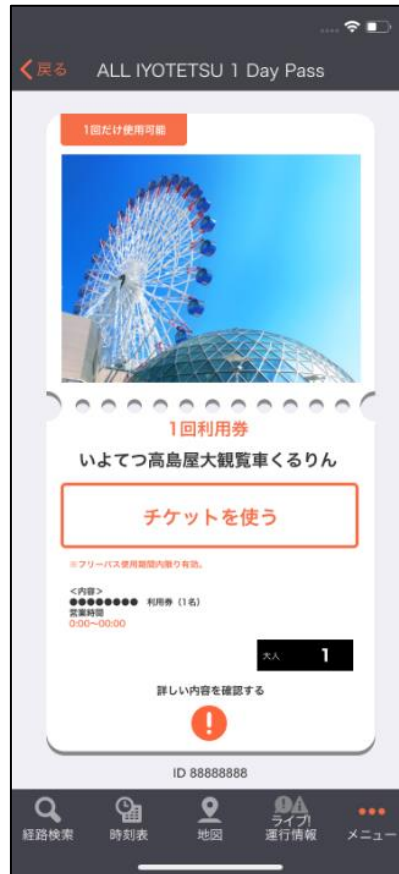 戻る ALL IYOTETSU 1 Day Pass
1回だけ使用可能
1回利用券
いよてつ高島屋大観覧車くるりん
チケットを使う
※フリーパス使用期間内限り有効。
<内容>
●●●●●●●● 利用券（1名）
営業時間
0:00〜00:00
大人 1
詳しい内容を確認する
ID 88888888
経路検索 時刻表 地図 ライブ!運行情報 メニュー